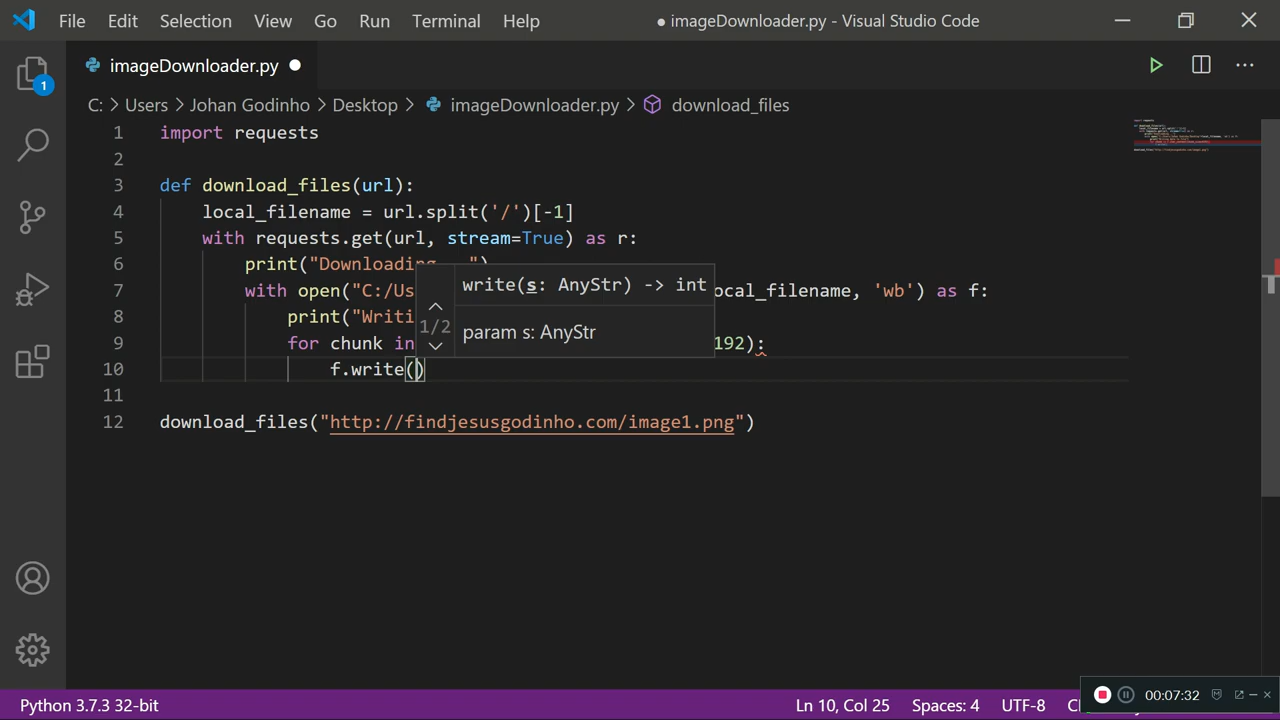 File Edit Selection View Go Run Terminal Help ● imageDownloader.py - Visual Studio Code
imageDownloader.py
C: > Users > Johan Godinho > Desktop > imageDownloader.py > download_files
1
1 import requests
2
3 def download_files(url):
4 local_filename = url.split('/')[-1]
5 with requests.get(url, stream=True) as r:
6 print("Downloading...")
7 with open("C:/Us ocal_filename, 'wb') as f:
8 print("Writi
9 for chunk in 192):
10 f.write()
11
12 download_files("http://findjesusgodinho.com/image1.png")
write(s: AnyStr) -> int
1/2
param s: AnyStr
Python 3.7.3 32-bit Ln 10, Col 25 Spaces: 4 UTF-8
00:07:32